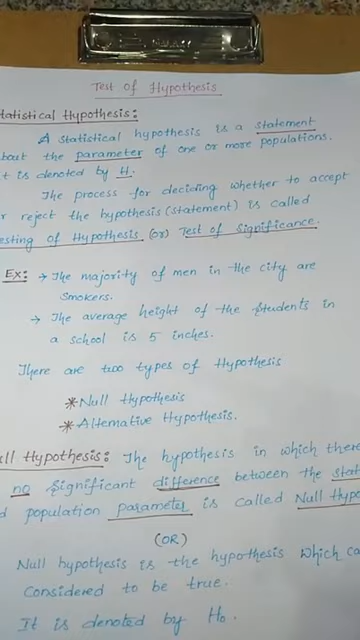 Test of Hypothesis
tatistical Hypothesis:
A statistical hypothesis is a statement
bout the parameter of one or more populations.
t is denoted by H.
The process for deciding whether to accept
r reject the hypothesis (statement) is called
esting of Hypothesis (or) Test of Significance.
Ex: → The majority of men in the city are
smokers.
→ The average height of the students in
a school is 5 inches.
There are two types of Hypothesis
* Null Hypothesis
* Alternative Hypothesis.
ull Hypothesis: The hypothesis in which there
no significant difference between the stat
d population parameter is called Null Hypo
(OR)
Null hypothesis is the hypothesis which ca
considered to be true.
It is denoted by H₀.